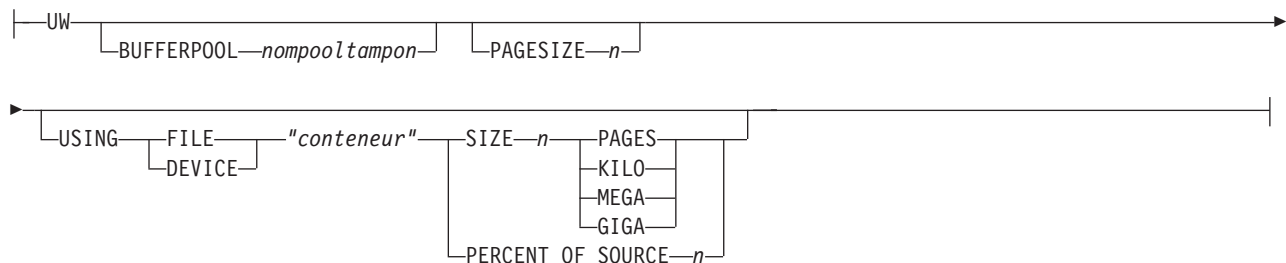 UW
BUFFERPOOL nompooltampon PAGESIZE n
USING FILE "conteneur" SIZE n PAGES
DEVICE KILO
MEGA
GIGA
PERCENT OF SOURCE n